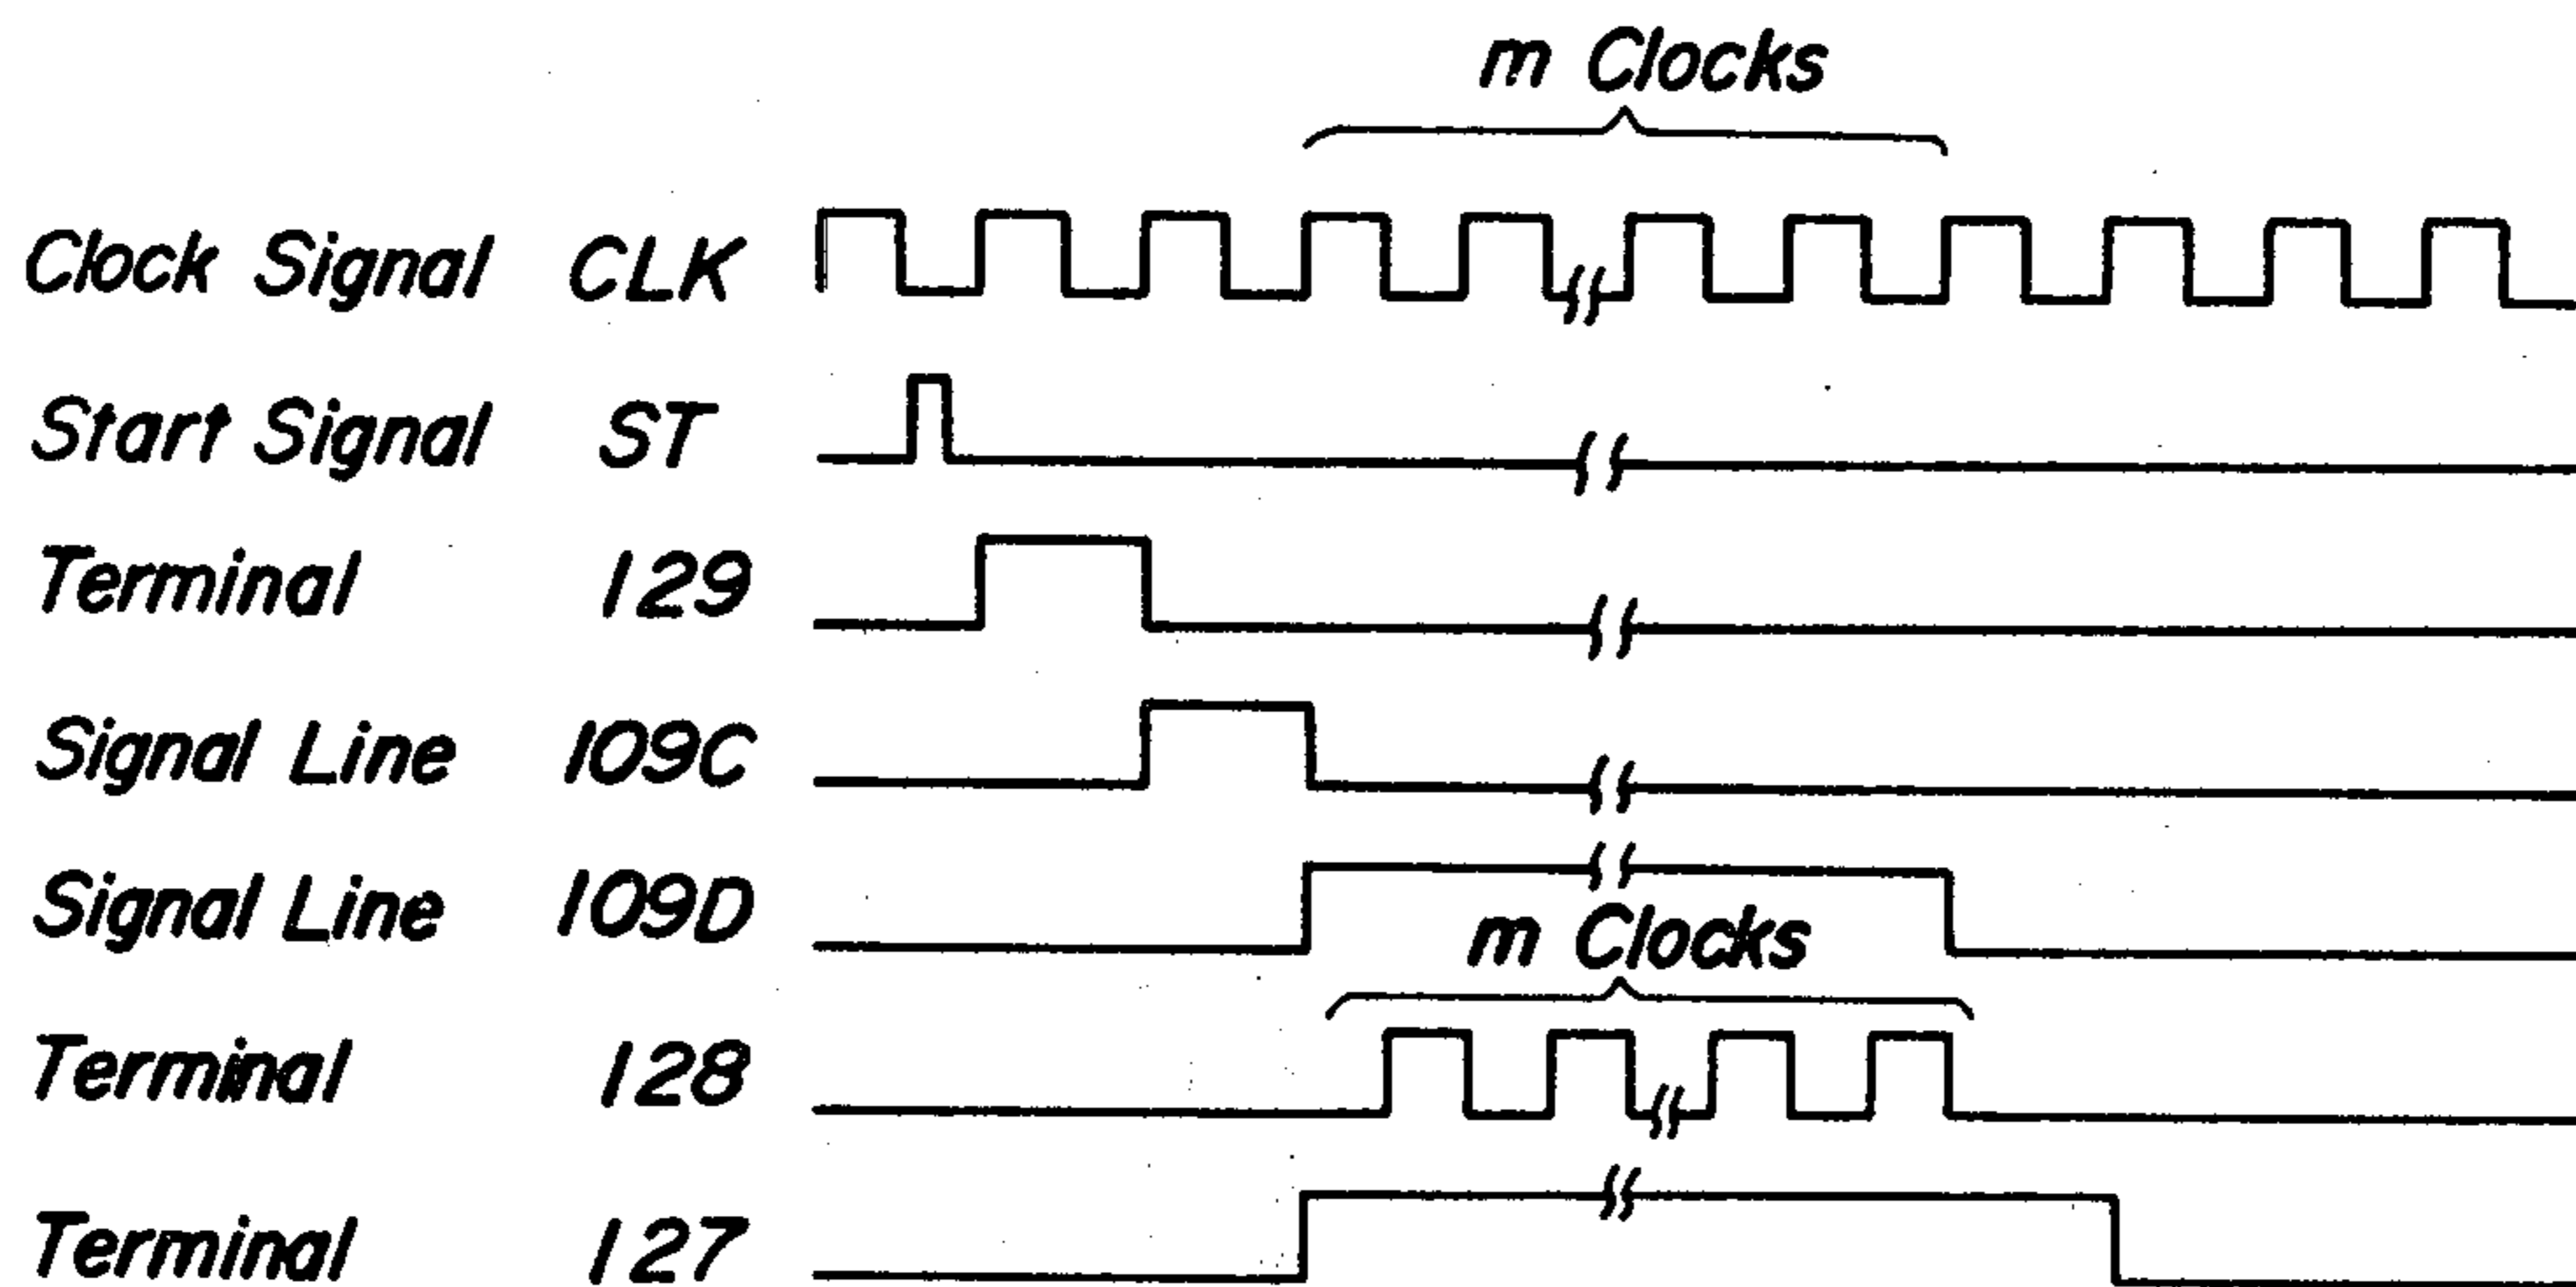 m Clocks
Clock Signal CLK
Start Signal ST
Terminal 129
Signal Line 109C
Signal Line 109D
m Clocks
Terminal 128
Terminal 127